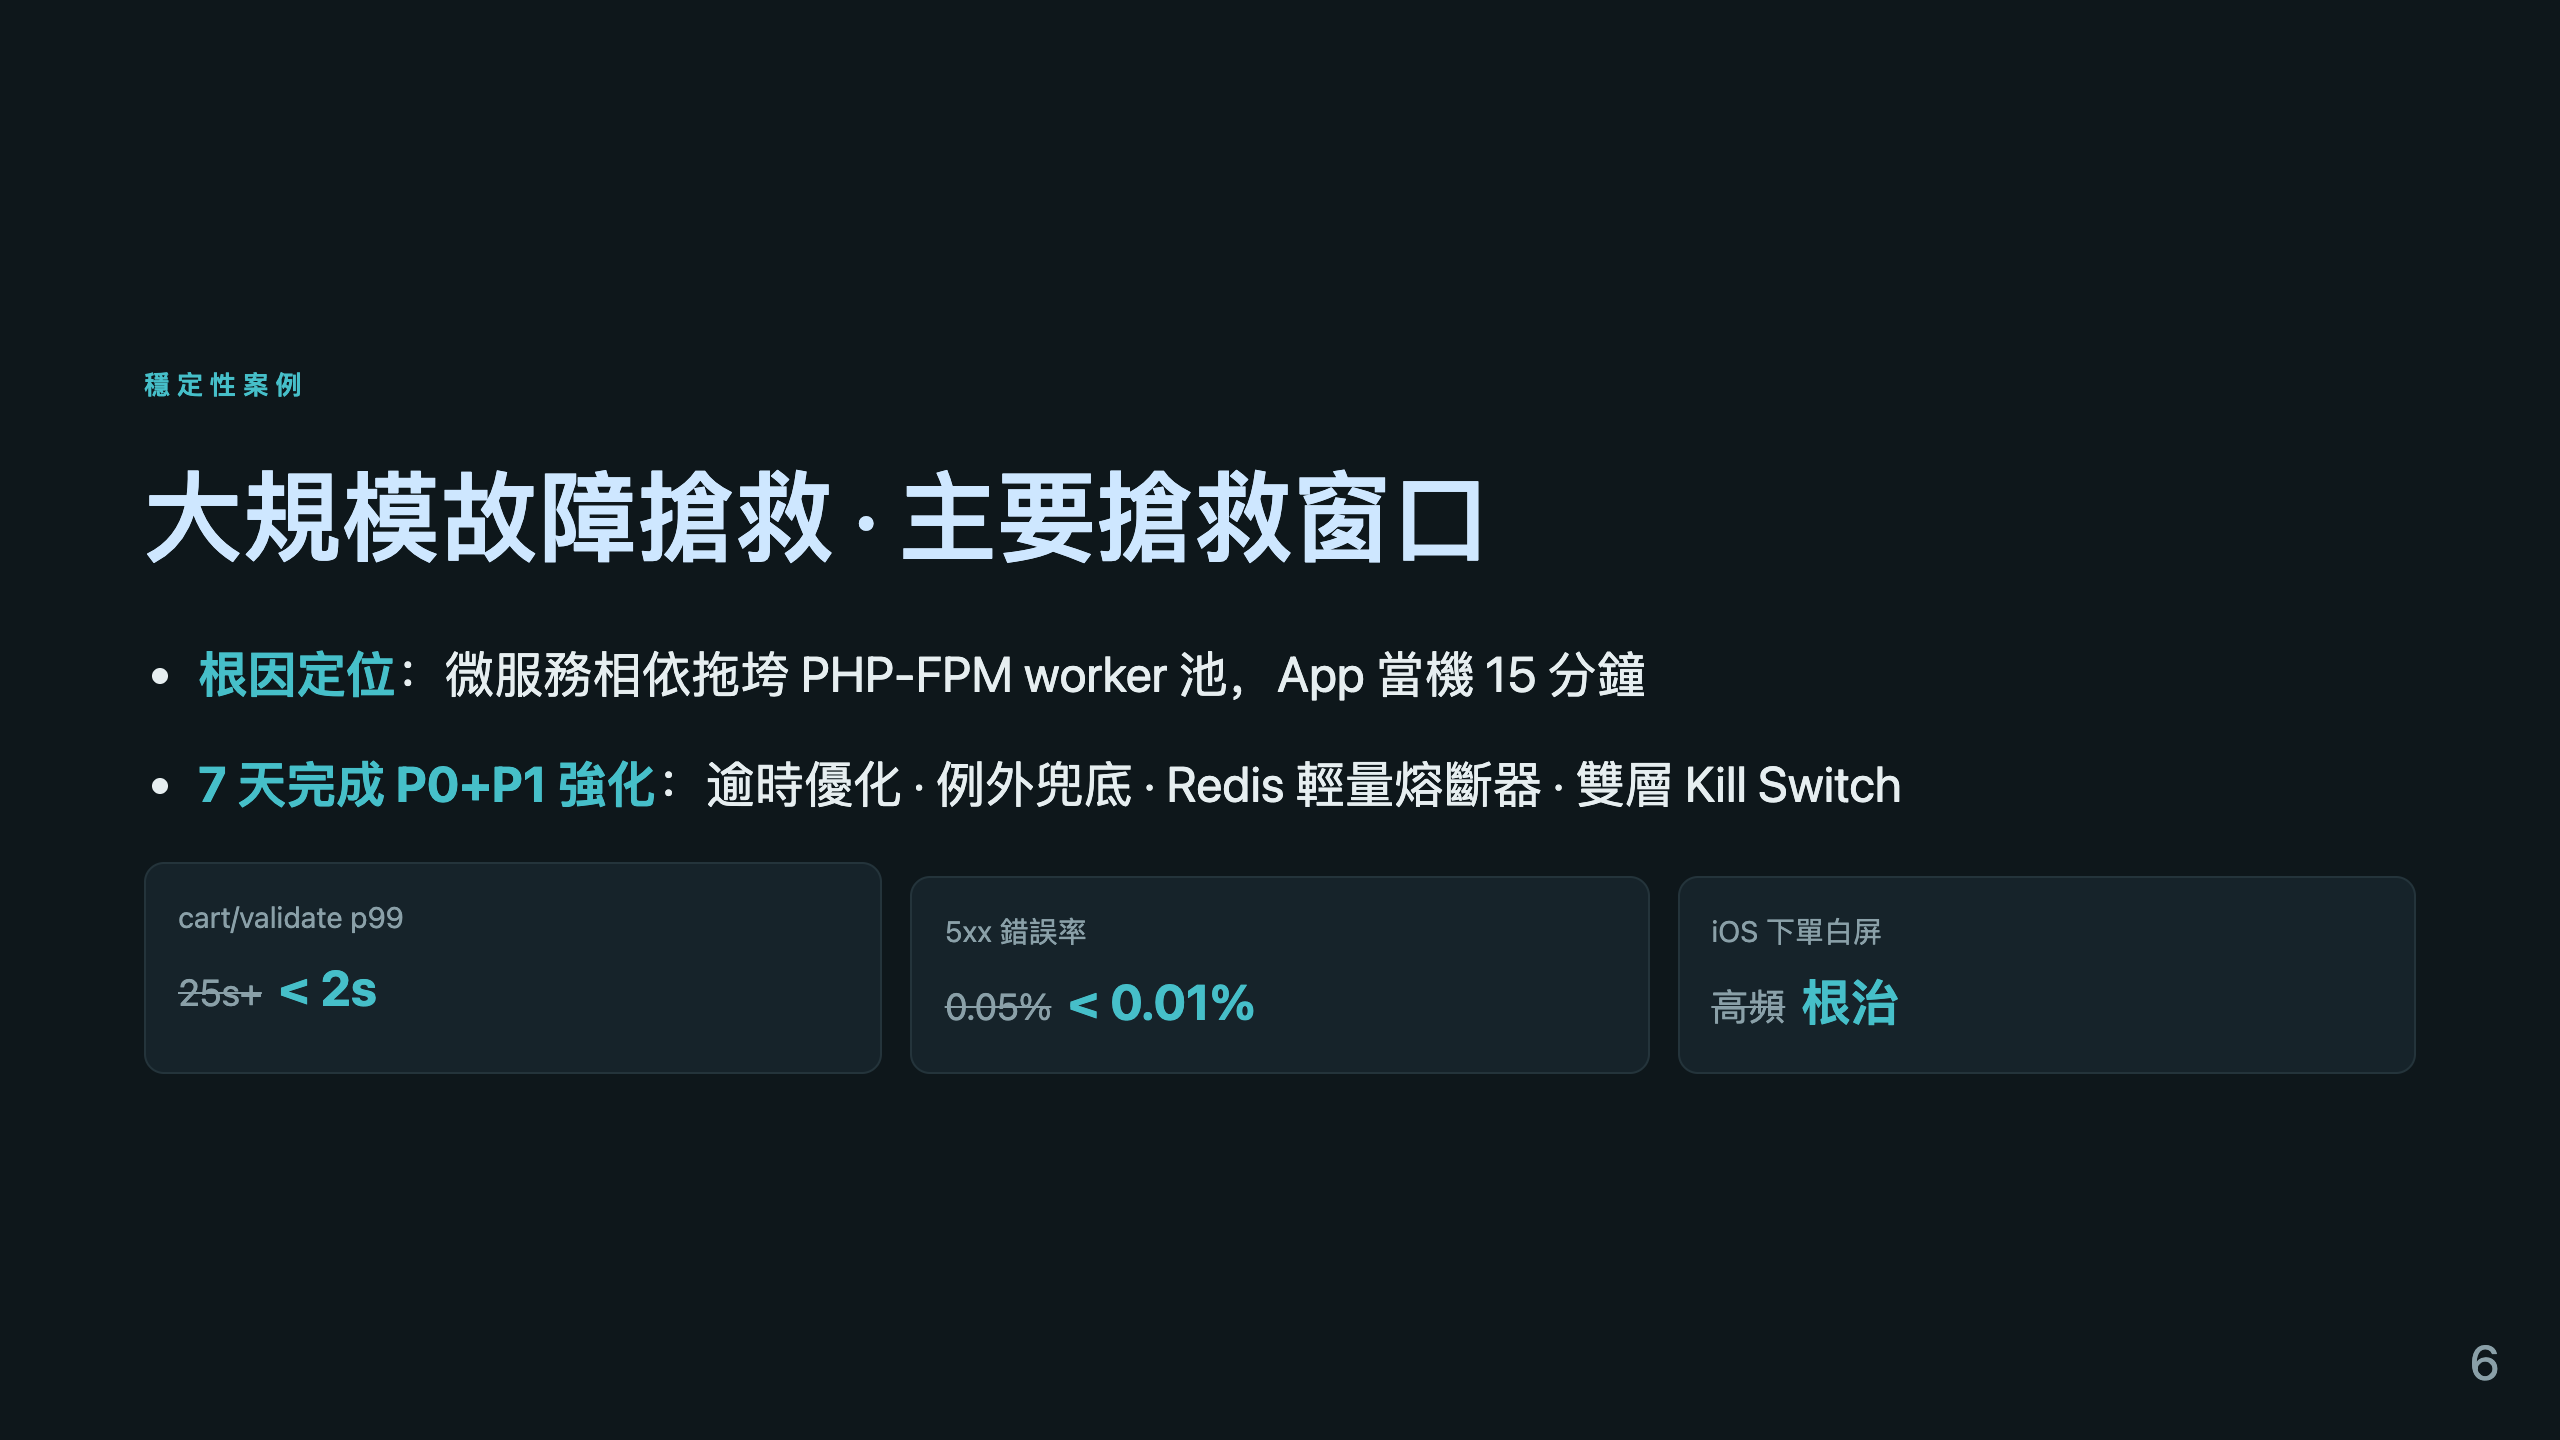 穩定性案例
大規模故障搶救 · 主要搶救窗口
• 根因定位：微服務相依拖垮 PHP-FPM worker 池，App 當機 15 分鐘
• 7 天完成 P0+P1 強化：逾時優化 · 例外兜底 · Redis 輕量熔斷器 · 雙層 Kill Switch
cart/validate p99
25s+ < 2s
5xx 錯誤率
0.05% < 0.01%
iOS 下單白屏
高頻 根治
6